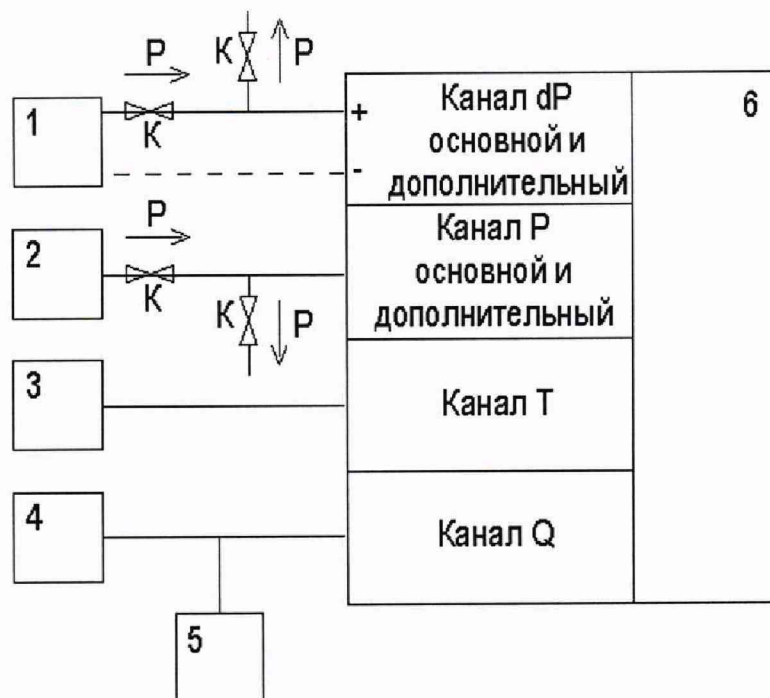 К
P
P
1
К
+
-
Канал dP
основной и
дополнительный
6
P
2
К
К
P
Канал P
основной и
дополнительный
3
Канал T
4
Канал Q
5